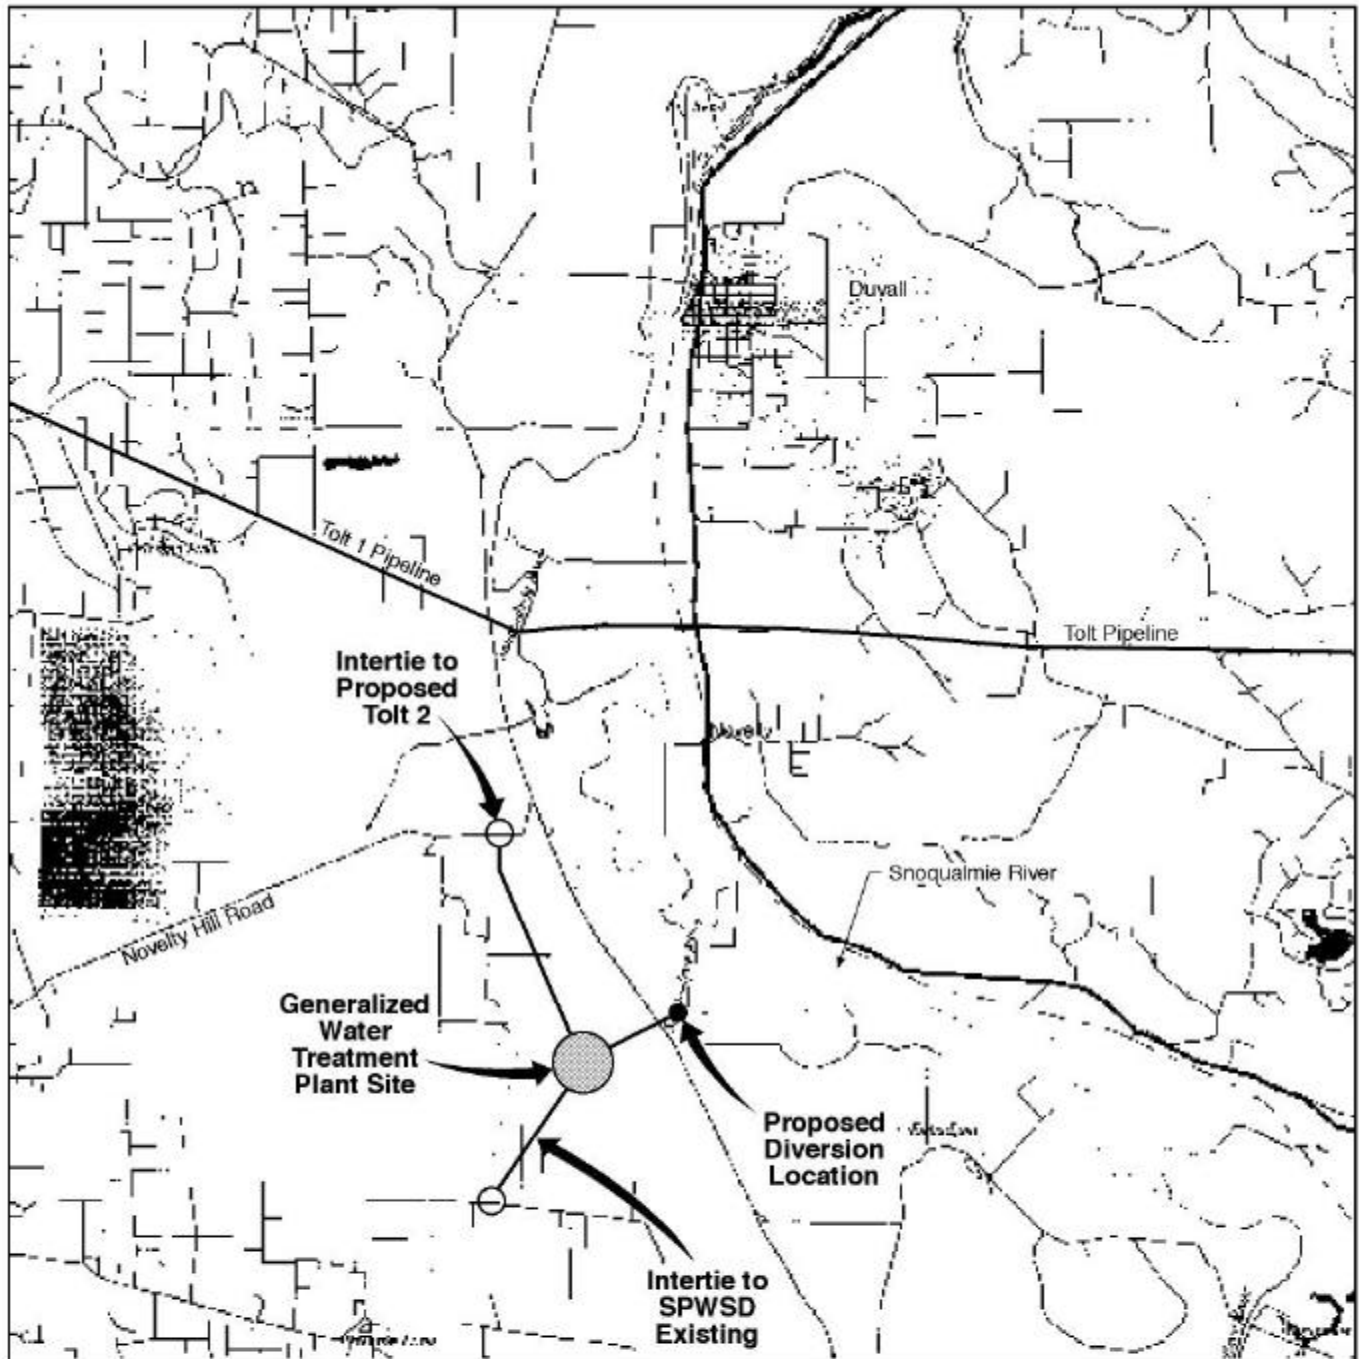 Duvall
Tolt 1 Pipeline
Tolt Pipeline
Intertie to
Proposed
Tolt 2
Novelty
Snoqualmie River
Novelty Hill Road
Generalized
Water
Treatment
Plant Site
Proposed
Diversion
Location
Intertie to
SPWSD
Existing